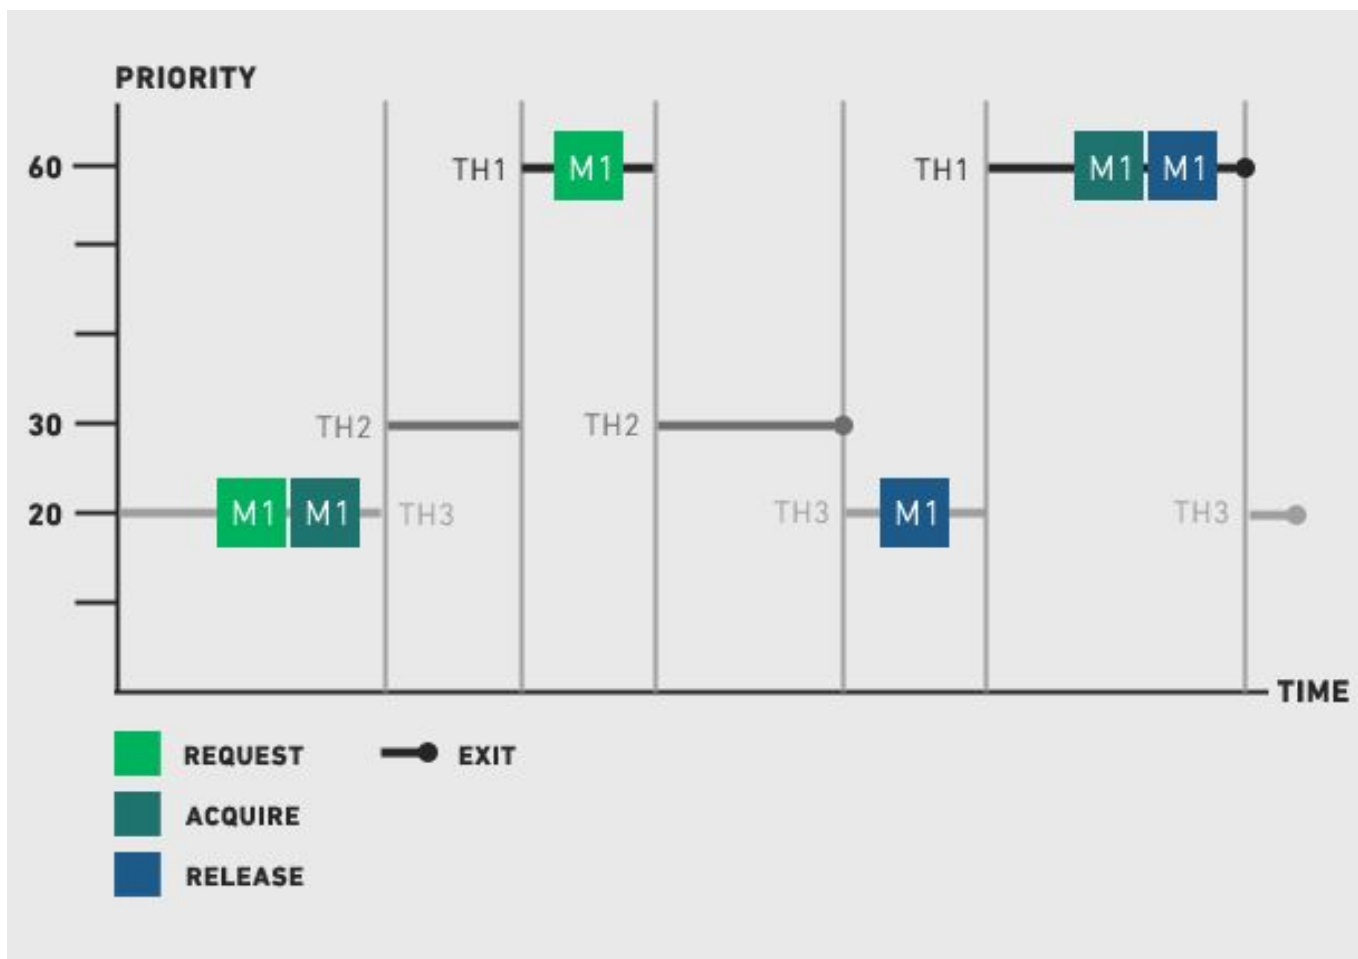 PRIORITY
60 TH1 M1 TH1 M1 M1
30 TH2 TH2
20 M1 M1 TH3 TH3 M1 TH3
TIME
REQUEST EXIT
ACQUIRE
RELEASE